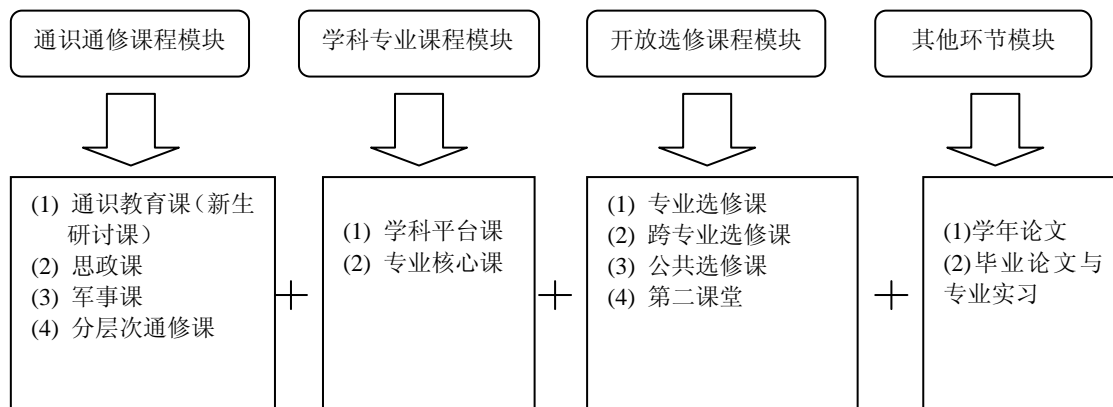 通识通修课程模块
学科专业课程模块
开放选修课程模块
其他环节模块
(1) 通识教育课（新生
研讨课）
(2) 思政课
(3) 军事课
(4) 分层次通修课
(1) 学科平台课
(2) 专业核心课
(1) 专业选修课
(2) 跨专业选修课
(3) 公共选修课
(4) 第二课堂
(1)学年论文
(2)毕业论文与
专业实习